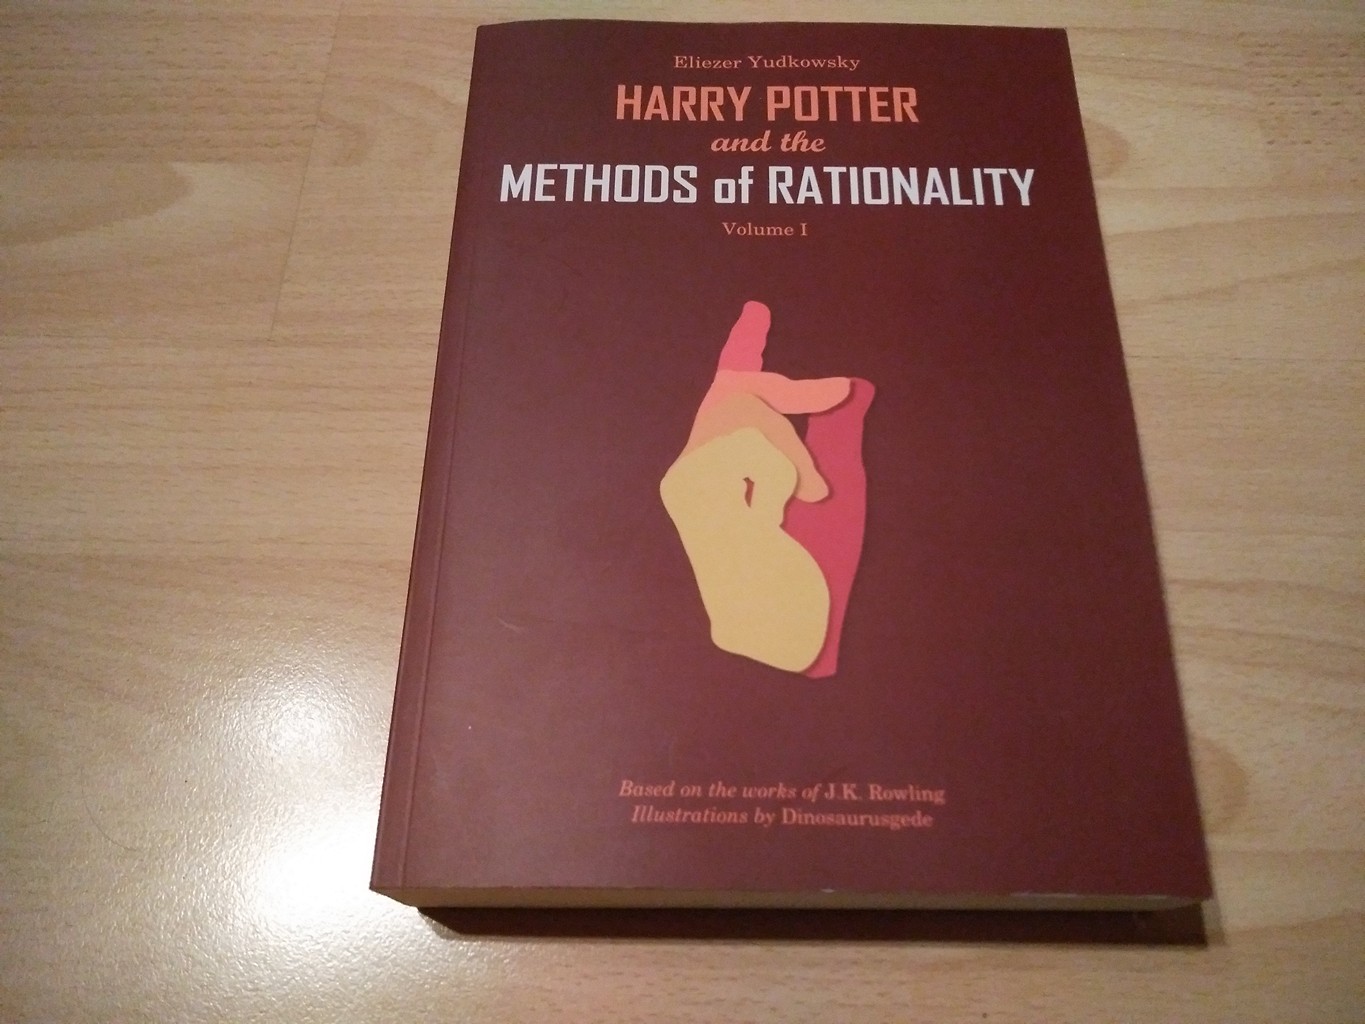 Eliezer Yudkowsky
HARRY POTTER
and the
METHODS of RATIONALITY
Volume I
Based on the works of J.K. Rowling
Illustrations by Dinosaurusgede